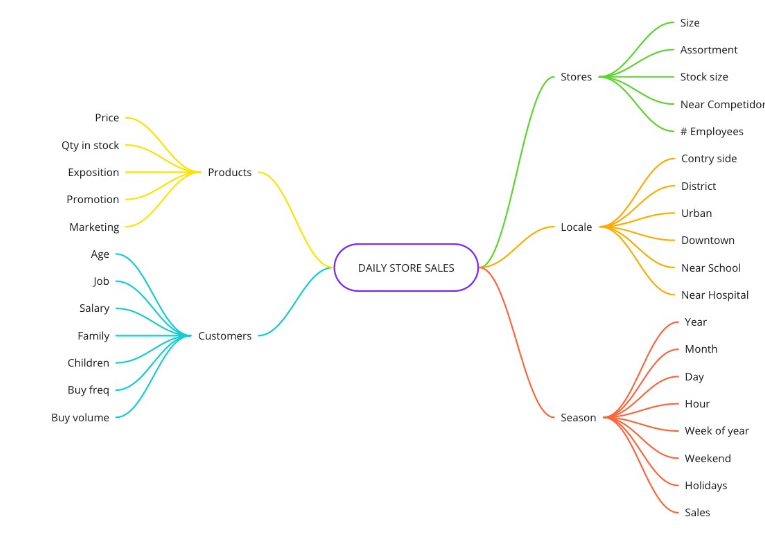 DAILY STORE SALES
Products
Price
Qty in stock
Exposition
Promotion
Marketing
Customers
Age
Job
Salary
Family
Children
Buy freq
Buy volume
Stores
Size
Assortment
Stock size
Near Competidor
# Employees
Locale
Contry side
District
Urban
Downtown
Near School
Near Hospital
Season
Year
Month
Day
Hour
Week of year
Weekend
Holidays
Sales